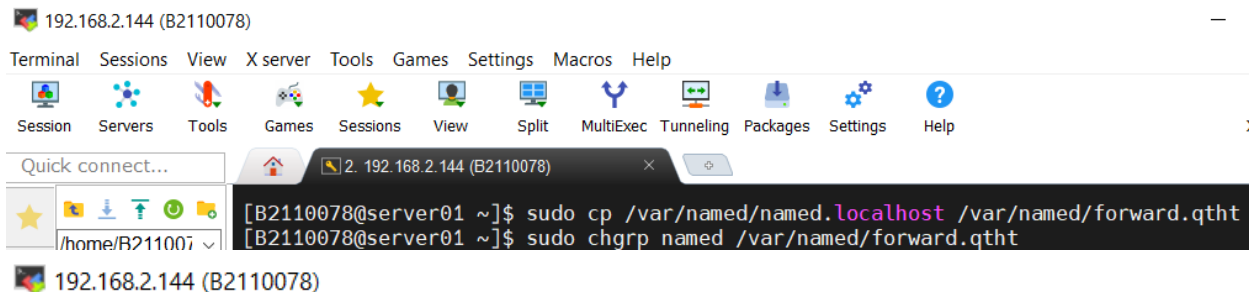 192.168.2.144 (B2110078)
Terminal Sessions View X server Tools Games Settings Macros Help
Session Servers Tools Games Sessions View Split MultiExec Tunneling Packages Settings Help
Quick connect... 2. 192.168.2.144 (B2110078)
[B2110078@server01 ~]$ sudo cp /var/named/named.localhost /var/named/forward.qtht
/home/B211007 [B2110078@server01 ~]$ sudo chgrp named /var/named/forward.qtht
192.168.2.144 (B2110078)